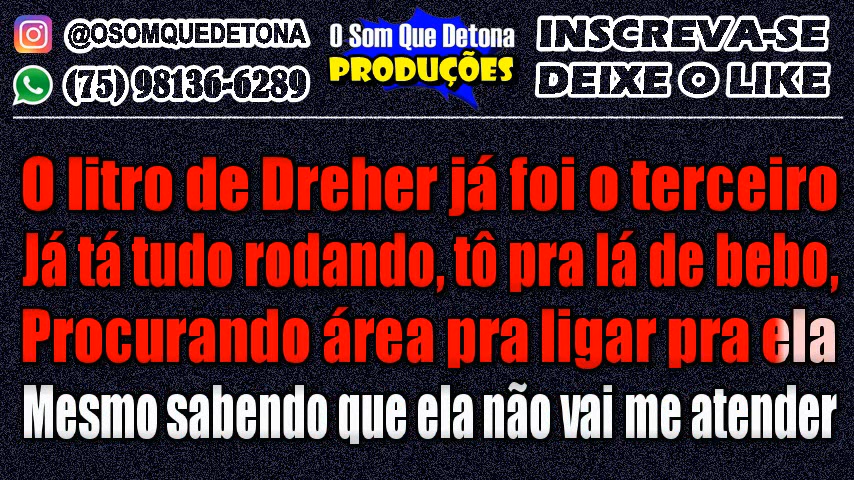 @OSOMQUEDETONA
(75) 98136-6289
O Som Que Detona
PRODUÇÕES
INSCREVA-SE
DEIXE O LIKE
O litro de Dreher já foi o terceiro
Já tá tudo rodando, tô pra lá de bebo,
Procurando área pra ligar pra ela
Mesmo sabendo que ela não vai me atender